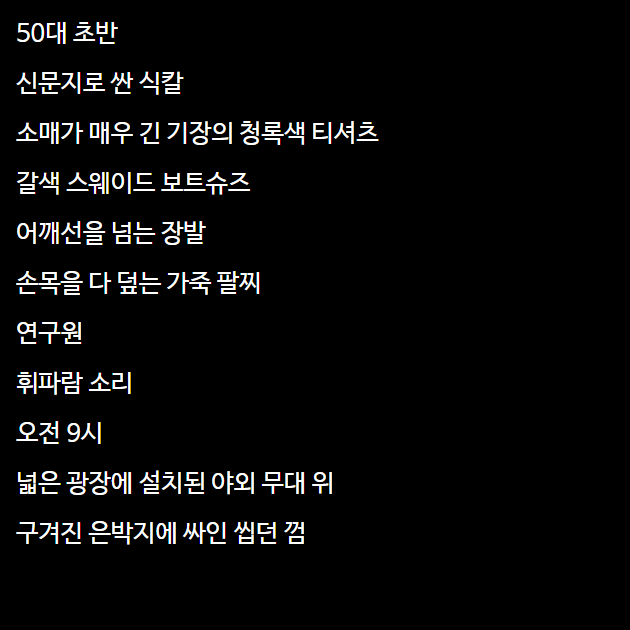 50대 초반
신문지로 싼 식칼
소매가 매우 긴 기장의 청록색 티셔츠
갈색 스웨이드 보트슈즈
어깨선을 넘는 장발
손목을 다 덮는 가죽 팔찌
연구원
휘파람 소리
오전 9시
넓은 광장에 설치된 야외 무대 위
구겨진 은박지에 싸인 씹던 껌